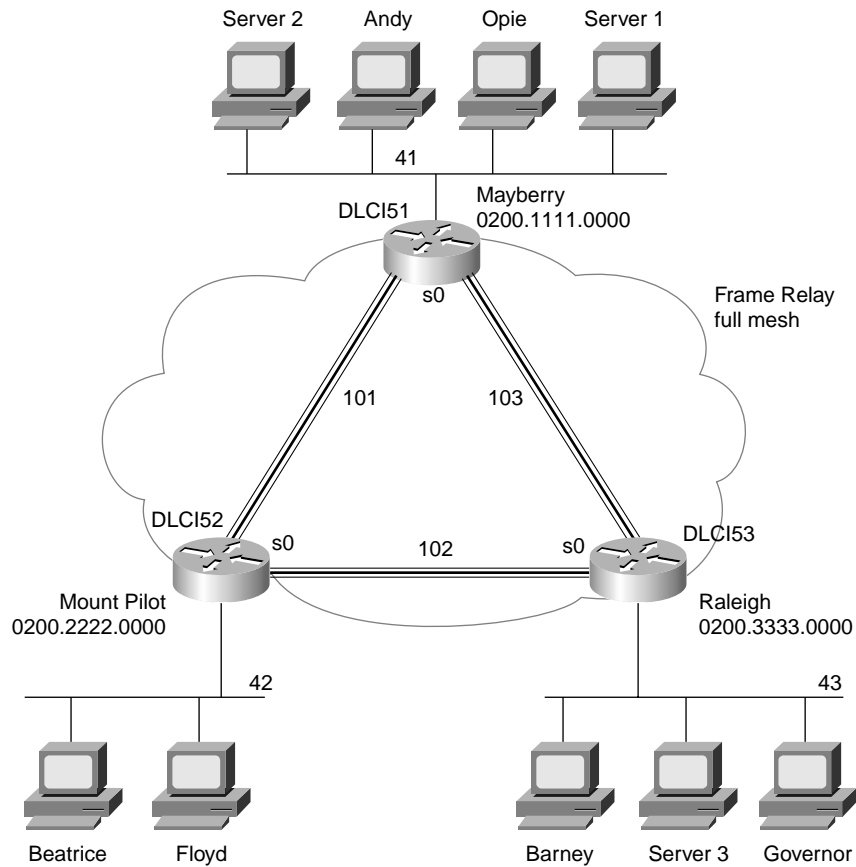 Server 2
Andy
Opie
Server 1
41
Mayberry
0200.1111.0000
DLCI51
s0
Frame Relay
full mesh
101
103
DLCI52
s0
102
s0
DLCI53
Mount Pilot
0200.2222.0000
Raleigh
0200.3333.0000
42
43
Beatrice
Floyd
Barney
Server 3
Governor